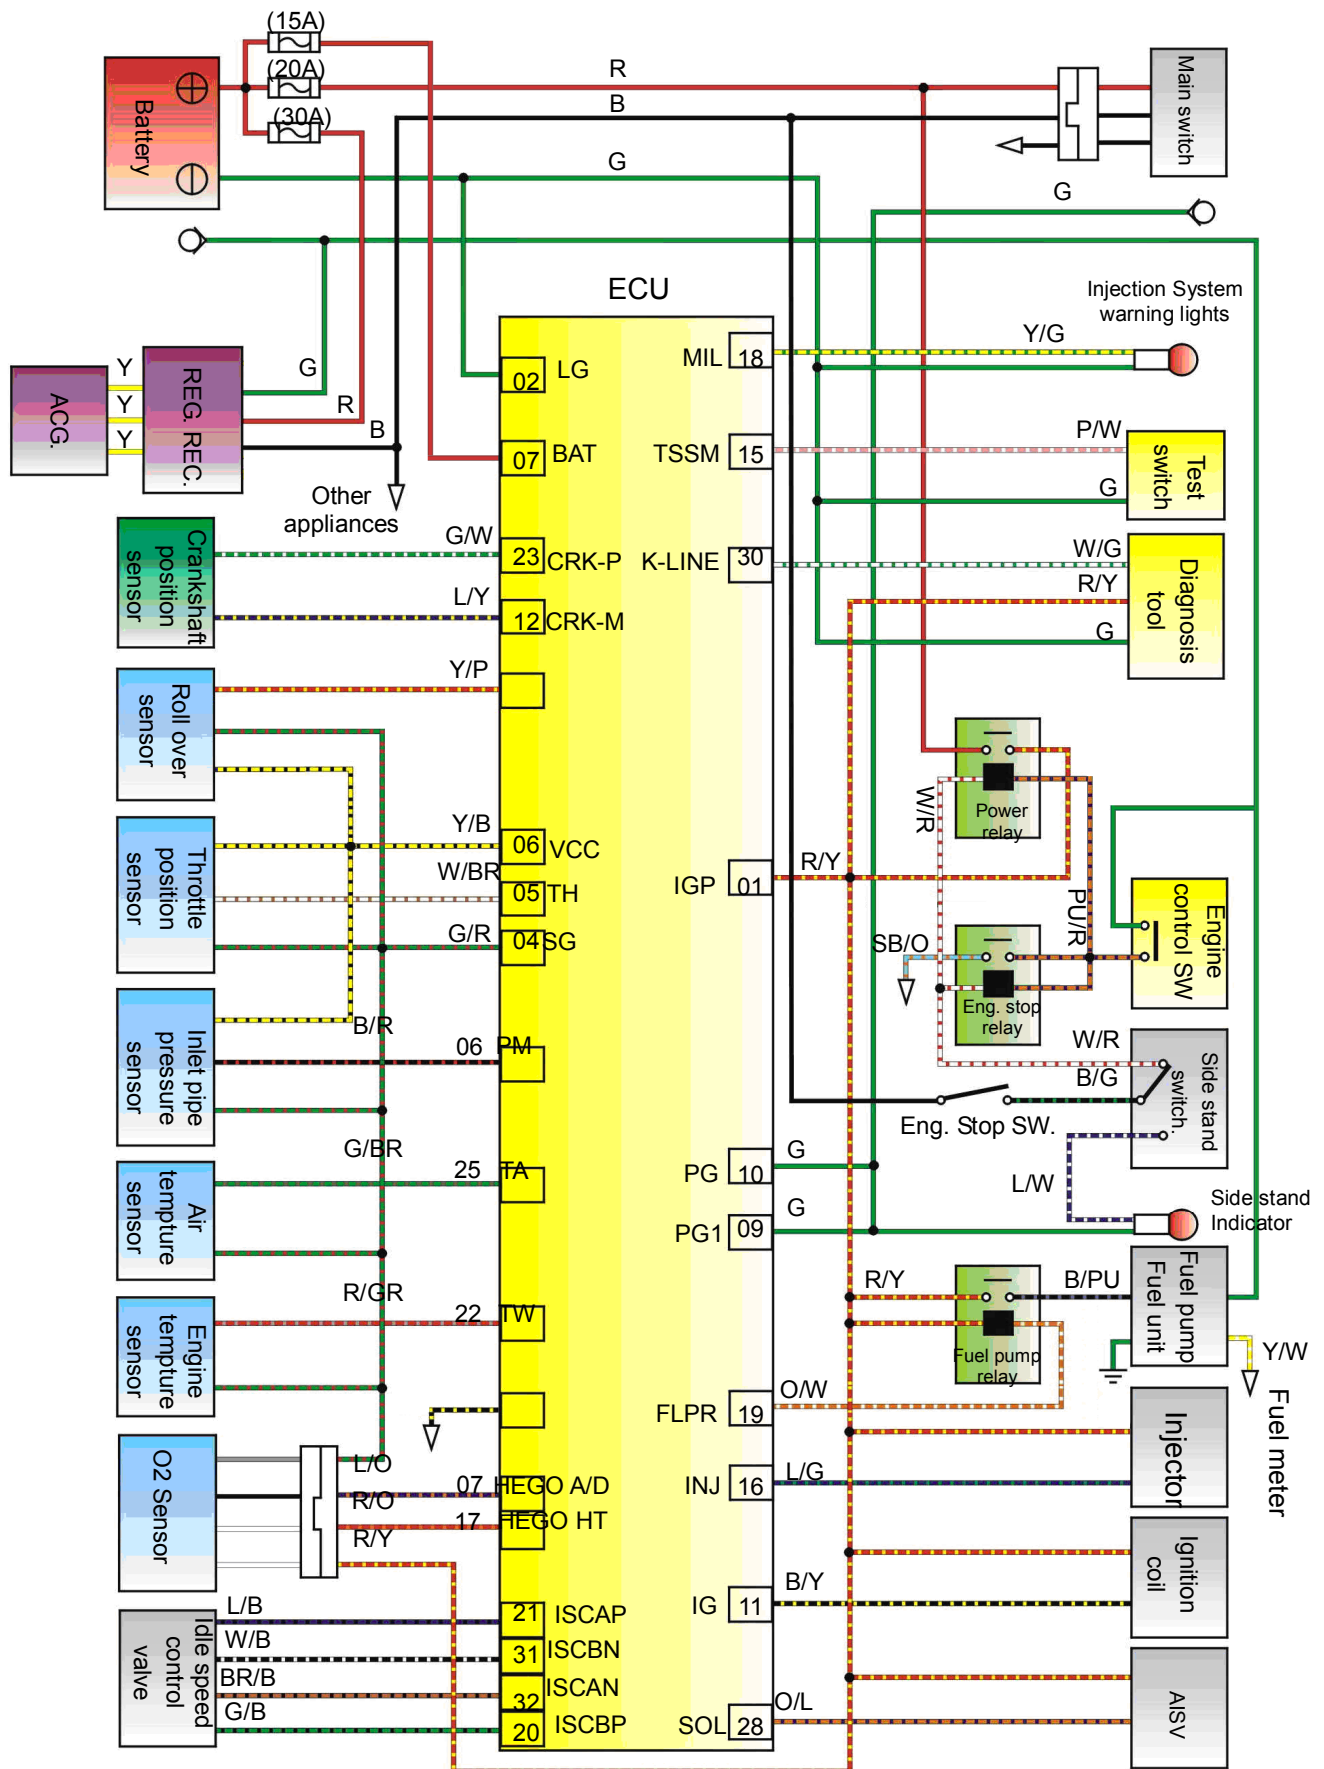 (15A)
(20A)
(30A)
R
B
G
G
Battery
Main switch
ECU
Injection System
warning lights
Y/G
MIL
18
02
LG
Y
Y
Y
ACG.
REG. REC.
G
R
B
07
BAT
TSSM
15
P/W
G
Test
switch
Other
appliances
Crankshaft
position
sensor
G/W
23
CRK-P
L/Y
12
CRK-M
K-LINE
30
W/G
R/Y
G
Diagnosis
tool
Roll over
sensor
Y/P
Power
relay
W/R
Throttle
position
sensor
Y/B
06
VCC
W/BR
05
TH
G/R
04
SG
IGP
01
R/Y
PU/R
SB/O
Engine
control SW
Eng. stop
relay
Inlet pipe
pressure
sensor
B/R
06
PM
W/R
B/G
Side stand
switch.
Eng. Stop SW.
G/BR
25
TA
Air
tempture
sensor
PG
10
G
PG1
09
G
L/W
Side stand
Indicator
R/GR
22
TW
Engine
tempture
sensor
R/Y
B/PU
Fuel pump
Fuel unit
Fuel pump
relay
Y/W
Fuel meter
FLPR
19
O/W
O2 Sensor
L/O
07
HEGO A/D
R/O
17
HEGO HT
R/Y
INJ
16
L/G
Injector
L/B
21
ISCAP
W/B
31
ISCBN
BR/B
32
ISCAN
G/B
20
ISCBP
Idle speed
control
valve
IG
11
B/Y
Ignition
coil
SOL
28
O/L
AISV